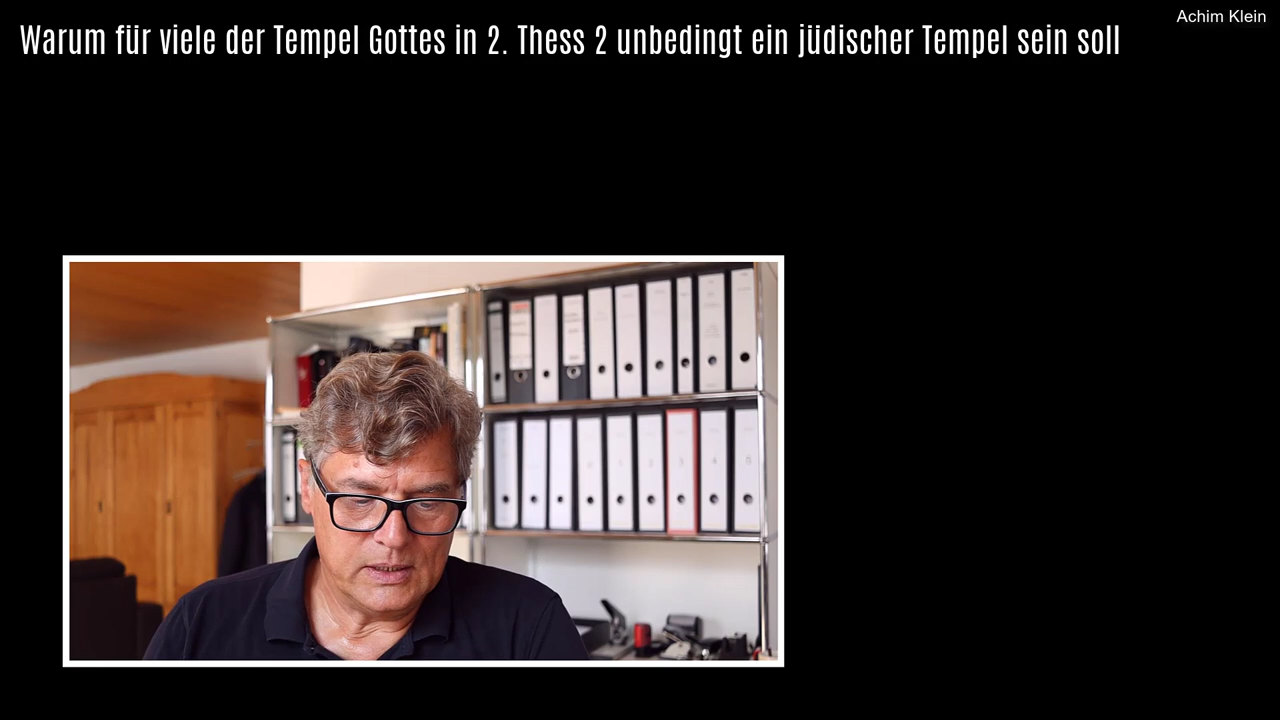 Achim Klein
Warum für viele der Tempel Gottes in 2. Thess 2 unbedingt ein jüdischer Tempel sein soll